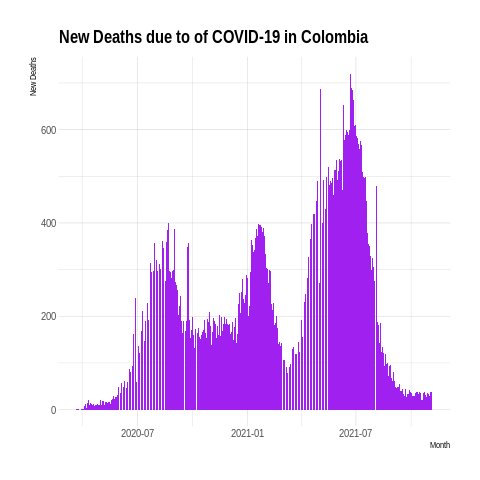 New Deaths due to of COVID-19 in Colombia
New Deaths
600
400
200
0
2020-07
2021-01
2021-07
Month